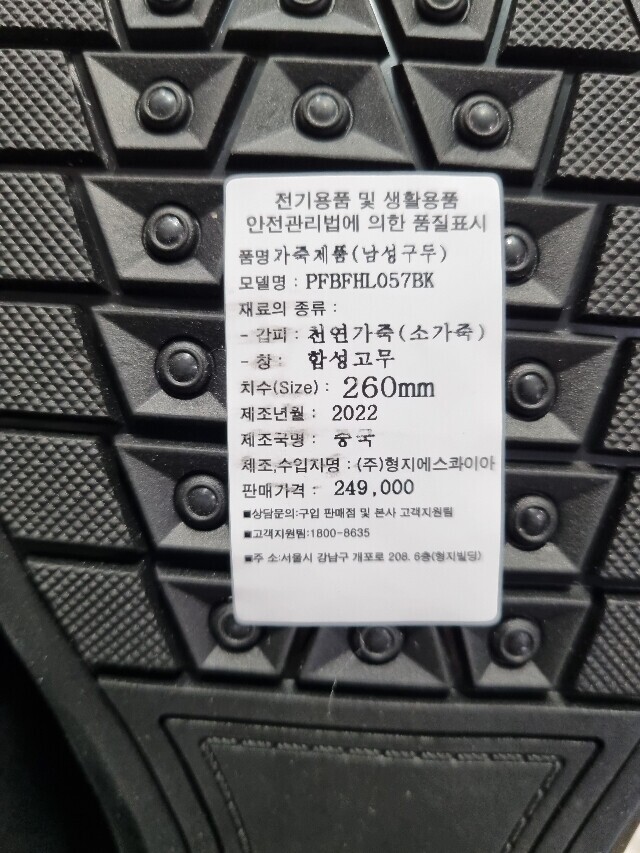 전기용품 및 생활용품
안전관리법에 의한 품질표시
품명 가죽제품(남성구두)
모델명 : PFBFHL057BK
재료의 종류 :
- 갑피 : 천연가죽(소가죽)
- 창 : 합성고무
치수(Size) : 260mm
제조년월 : 2022
제조국명 : 중국
제조,수입자명 : (주)형지에스콰이아
판매가격 : 249,000
■상담문의:구입 판매점 및 본사 고객지원팀
■고객지원팀:1800-8635
■주 소:서울시 강남구 개포로 208. 6층(형지빌딩)